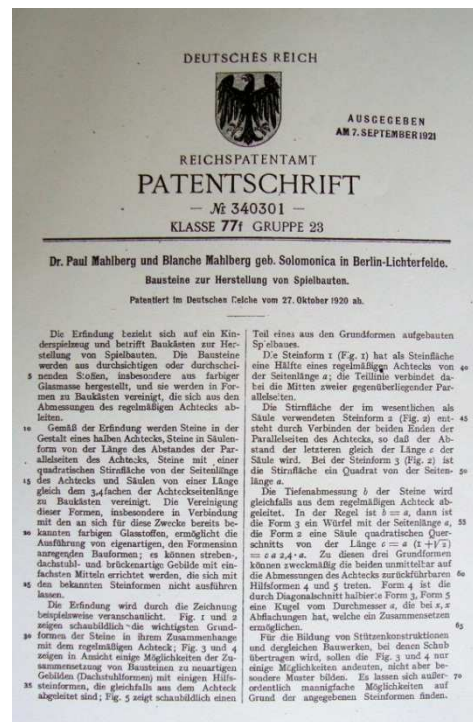 DEUTSCHES REICH
AUSGEGEBEN
AM 7. SEPTEMBER 1921
REICHSPATENTAMT
PATENTSCHRIFT
— № 340301 —
KLASSE 77f GRUPPE 23
Dr. Paul Mahlberg und Blanche Mahlberg geb. Solomonica in Berlin-Lichterfelde.
Bausteine zur Herstellung von Spielbauten.
Patentiert im Deutschen Reiche vom 27. Oktober 1920 ab.
Die Erfindung bezieht sich auf ein Kin-
derspielzeug und betrifft Baukästen zur Her-
stellung von Spielbauten. Die Bausteine
werden aus durchsichtigen oder durchschei-
5 nenden Stoffen, insbesondere aus farbiger
Glasmasse hergestellt, und sie werden in For-
men zu Baukästen vereinigt, die sich aus den
Abmessungen des regelmäßigen Achtecks ab-
leiten.
10 Gemäß der Erfindung werden Steine in der
Gestalt eines halben Achtecks, Steine in Säulen-
form von der Länge des Abstandes der Par-
allelseiten des Achtecks, Steine mit einer
quadratischen Stirnfläche von der Seitenlänge
15 des Achtecks und Säulen von einer Länge
gleich dem 3,4fachen der Achteckseitenlänge
zu Baukästen vereinigt. Die Vereinigung
dieser Formen, insbesondere in Verbindung
mit den an sich für diese Zwecke bereits be-
20 kannten farbigen Glasstoffen, ermöglicht die
Ausführung von eigenartigen, den Formensinn
anregenden Bauformen; es können streben-,
dachstuhl- und brückenartige Gebilde mit ein-
fachsten Mitteln errichtet werden, die sich mit
25 den bekannten Steinformen nicht ausführen
lassen.
Die Erfindung wird durch die Zeichnung
beispielsweise veranschaulicht. Fig. 1 und 2
zeigen schaubildlich die wichtigsten Grund-
30 formen der Steine in ihrem Zusammenhange
mit dem regelmäßigen Achteck; Fig. 3 und 4
zeigen in Ansicht einige Möglichkeiten der Zu-
sammensetzung von Bausteinen zu neuartigen
Gebilden (Dachstuhlformen) mit einigen Hilfs-
35 steinformen, die gleichfalls aus dem Achteck
abgeleitet sind; Fig. 5 zeigt schaubildlich einen
Teil eines aus den Grundformen aufgebauten
Spielbaues.
Die Steinform 1 (Fig. 1) hat als Steinfläche
eine Hälfte eines regelmäßigen Achtecks von 40
der Seitenlänge a; die Teillinie verbindet da-
bei die Mitten zweier gegenüberliegender Par-
allelseiten.
Die Stirnfläche der im wesentlichen als
Säule verwendeten Steinform 2 (Fig. 2) ent- 45
steht durch Verbinden der beiden Enden der
Parallelseiten des Achtecks, so daß der Ab-
stand der letzteren gleich der Länge c der
Säule wird. Bei der Steinform 3 (Fig. 2) ist
die Stirnfläche ein Quadrat von der Seiten- 50
länge a.
Die Tiefenabmessung b der Steine wird
gleichfalls aus dem regelmäßigen Achteck ab-
geleitet. In der Regel ist b = a, dann ist
die Form 3 ein Würfel mit der Seitenlänge a, 55
die Form 2 eine Säule quadratischen Quer-
schnitts von der Länge c = a (1 + √2)
= ca 2,4 · a. Zu diesen drei Grundformen
können zweckmäßig die beiden unmittelbar auf
die Abmessungen des Achtecks zurückführbaren 60
Hilfsformen 4 und 5 treten. Form 4 ist die
durch Diagonalschnitt halbierte Form 3, Form 5
eine Kugel vom Durchmesser a, die bei x, x
Abflachungen hat, welche ein Zusammensetzen
ermöglichen. 65
Für die Bildung von Stützenkonstruktionen
und dergleichen Bauwerken, bei denen Schub
übertragen wird, sollen die Fig. 3 und 4 nur
einige Möglichkeiten andeuten, nicht aber be-
sondere Muster bilden. Es lassen sich außer- 70
ordentlich mannigfache Möglichkeiten auf
Grund der angegebenen Steinformen finden.